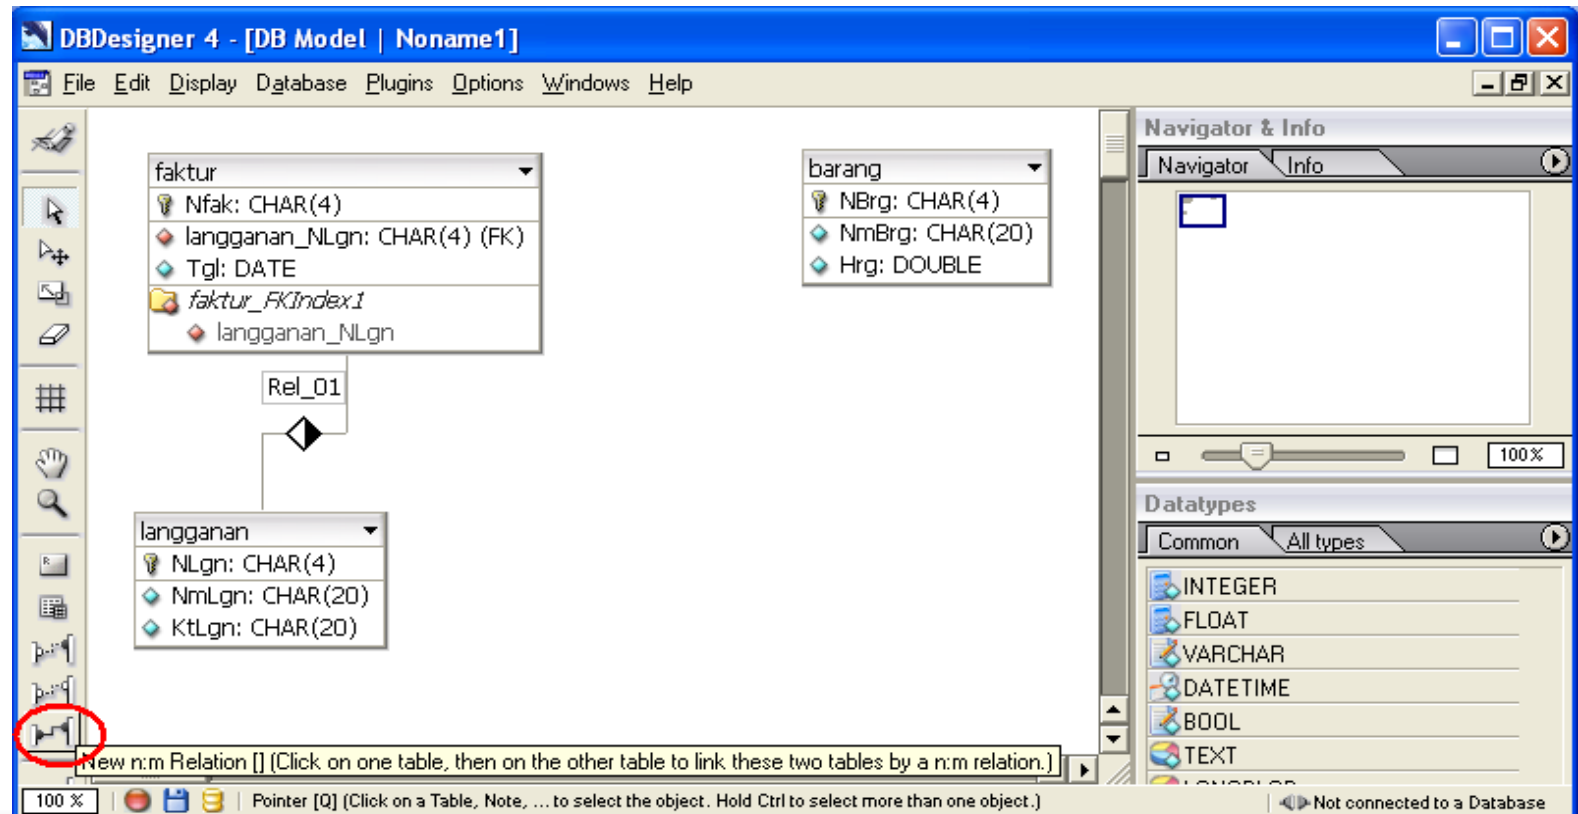 DBDesigner 4 - [DB Model | Noname1]
File Edit Display Database Plugins Options Windows Help
faktur
Nfak: CHAR(4)
langganan_NLgn: CHAR(4) (FK)
Tgl: DATE
faktur_FKIndex1
langganan_NLgn
Rel_01
langganan
NLgn: CHAR(4)
NmLgn: CHAR(20)
KtLgn: CHAR(20)
barang
NBrg: CHAR(4)
NmBrg: CHAR(20)
Hrg: DOUBLE
Navigator & Info
Navigator Info
100%
Datatypes
Common All types
INTEGER
FLOAT
VARCHAR
DATETIME
BOOL
TEXT
New n:m Relation [] (Click on one table, then on the other table to link these two tables by a n:m relation.)
100 % Pointer [Q] (Click on a Table, Note, ... to select the object. Hold Ctrl to select more than one object.) Not connected to a Database